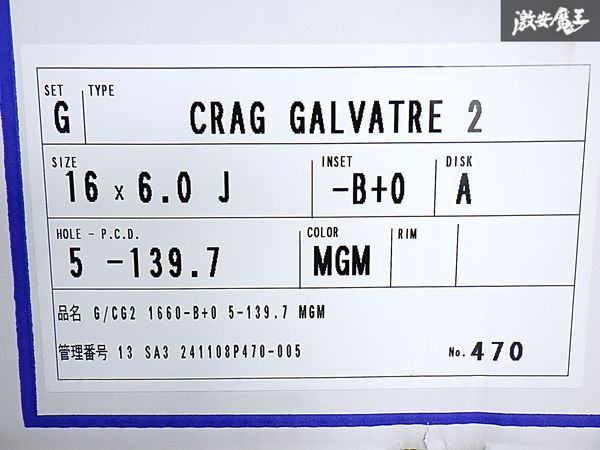 激安魔王
SET TYPE
G CRAG GALVATRE 2
SIZE INSET DISK
16 x 6.0 J -B+0 A
HOLE - P.C.D. COLOR RIM
5 -139.7 MGM
品名 G/CG2 1660-B+0 5-139.7 MGM
管理番号 13 SA3 241108P470-005 No. 470